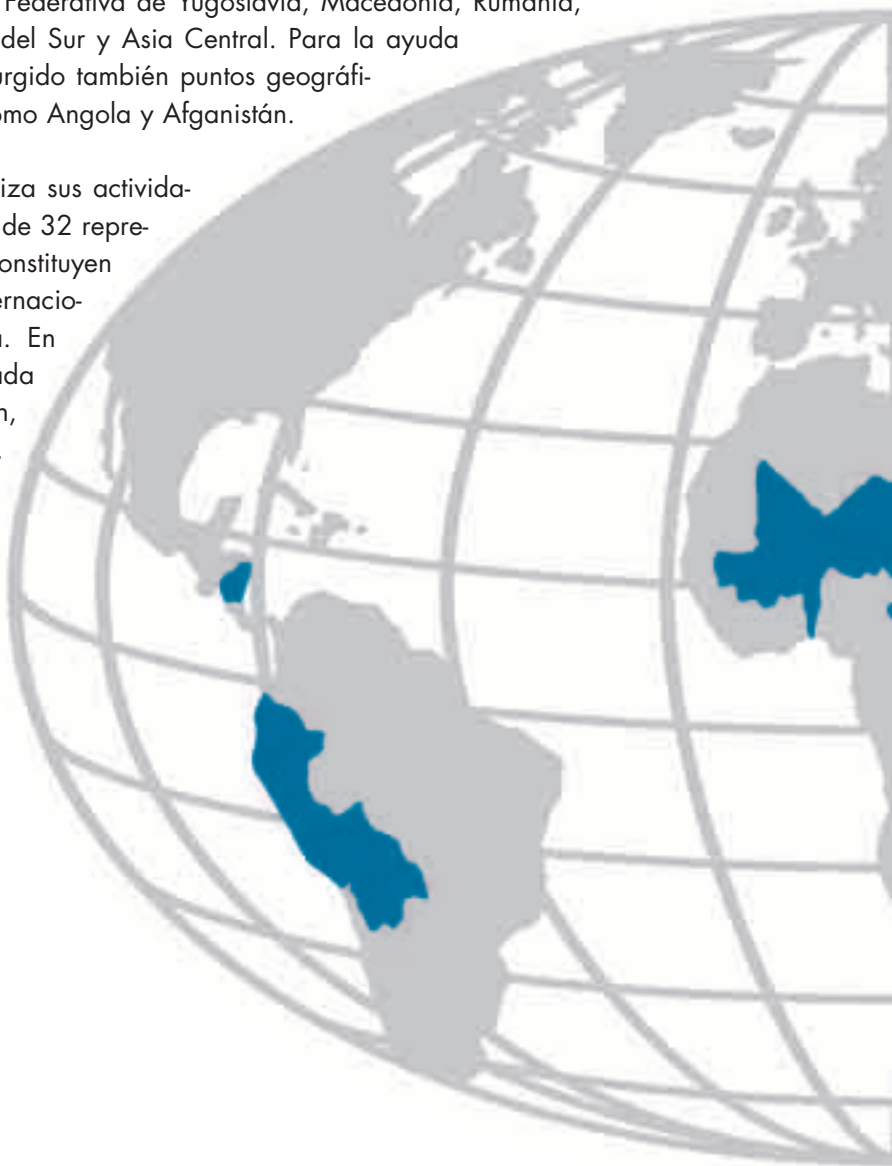 Federativa de Yugoslavia, Macedonia, Rumania,
del Sur y Asia Central. Para la ayuda
urgido también puntos geográfi-
omo Angola y Afganistán.
iza sus activida-
de 32 repre-
onstituyen
ernacio-
. En
ada
n,
.